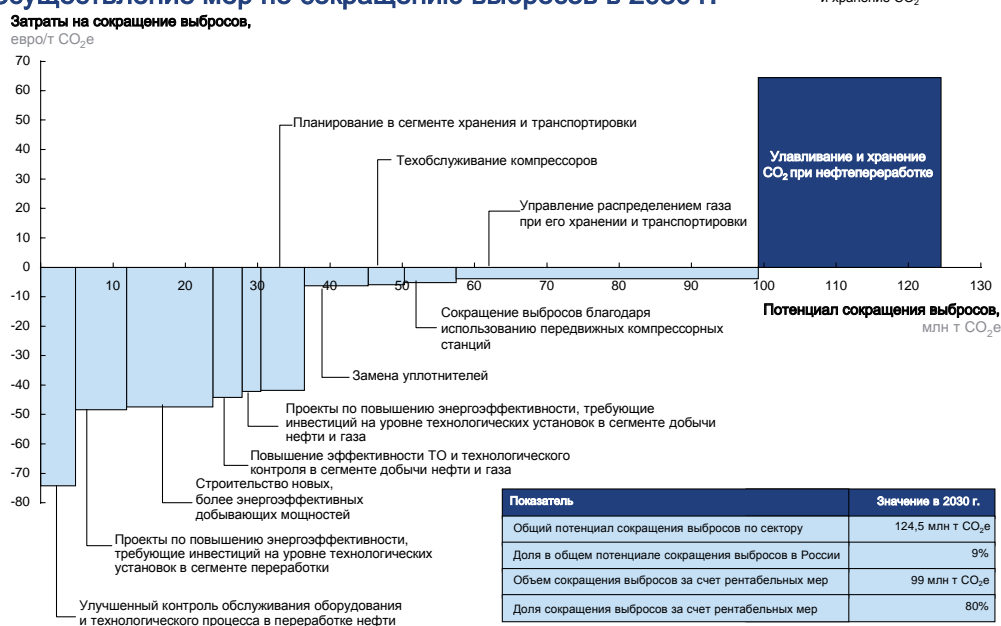 осуществление мер по сокращению выбросов в 2030 г.
и хранение CO2
Затраты на сокращение выбросов,
евро/т CO2e
70
60
50
40
30
20
10
0
-10
-20
-30
-40
-50
-60
-70
-80
10
20
30
40
50
60
70
80
90
100
110
120
130
Планирование в сегменте хранения и транспортировки
Техобслуживание компрессоров
Управление распределением газа
при его хранении и транспортировки
Улавливание и хранение
CO2 при нефтепереработке
Потенциал сокращения выбросов,
млн т CO2e
Сокращение выбросов благодаря
использованию передвижных компрессорных
станций
Замена уплотнителей
Проекты по повышению энергоэффективности, требующие
инвестиций на уровне технологических установок в сегменте добычи
нефти и газа
Повышение эффективности ТО и технологического
контроля в сегменте добычи нефти и газа
Строительство новых,
более энергоэффективных
добывающих мощностей
Проекты по повышению энергоэффективности,
требующие инвестиций на уровне технологических
установок в сегменте переработки
Улучшенный контроль обслуживания оборудования
и технологического процесса в переработке нефти
Показатель Значение в 2030 г.
Общий потенциал сокращения выбросов по сектору 124,5 млн т CO2e
Доля в общем потенциале сокращения выбросов в России 9%
Объем сокращения выбросов за счет рентабельных мер 99 млн т CO2e
Доля сокращения выбросов за счет рентабельных мер 80%